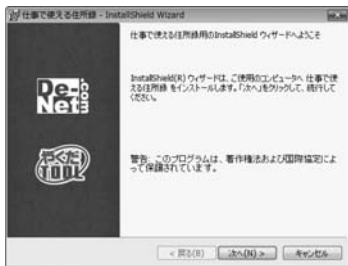 仕事で使える住所録 - InstallShield Wizard
仕事で使える住所録用のInstallShield ウィザードへようこそ
De-Net.com
InstallShield(R) ウィザードは、ご使用のコンピュータへ 仕事で使
える住所録 をインストールします。「次へ」をクリックして、続行して
ください。
やくだち
TOOL
警告: このプログラムは、著作権法および国際協定によ
って保護されています。
< 戻る(B)
次へ(N) >
キャンセル